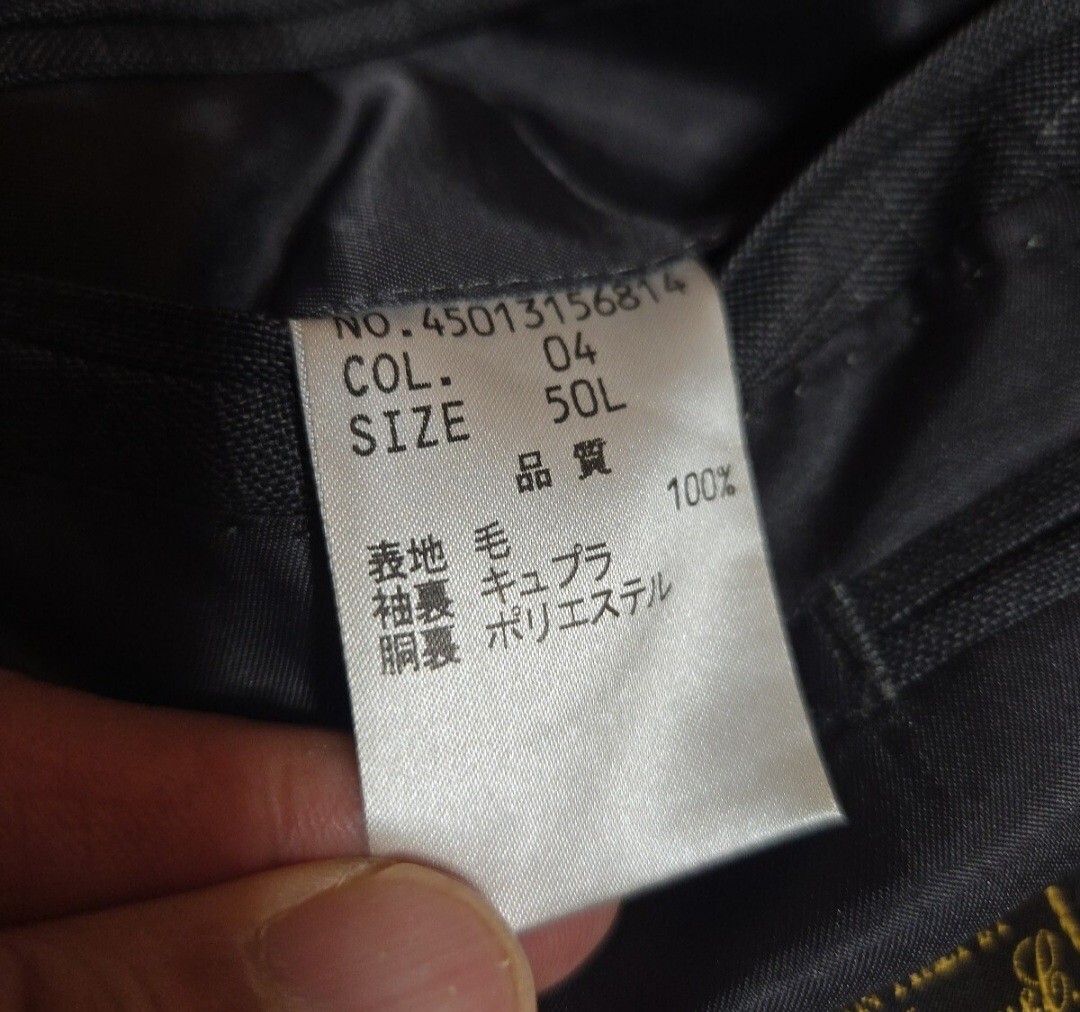 NO.45013156814
COL. 04
SIZE 50L
品質
表地 毛 100%
袖裏 キュプラ
胴裏 ポリエステル